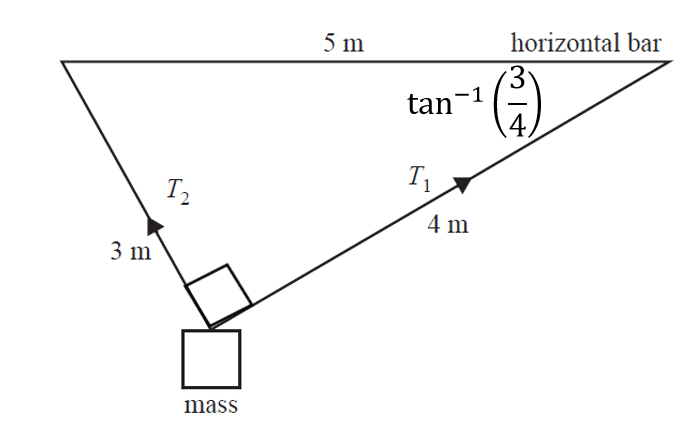 5 m
horizontal bar
tan⁻¹(3/4)
T₂
T₁
3 m
4 m
mass